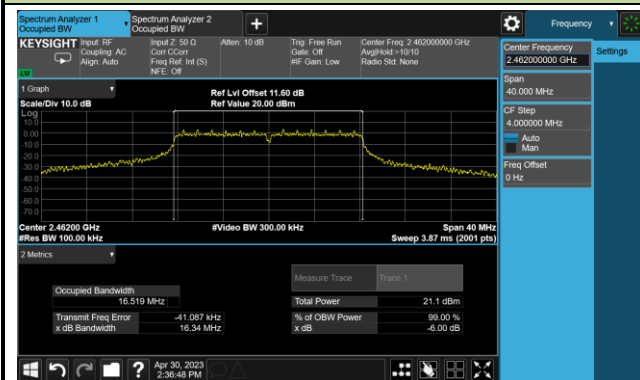 Spectrum Analyzer 1
Occupied BW
Spectrum Analyzer 2
Occupied BW
+
Frequency
KEYSIGHT
Input: RF
Coupling: AC
Align: Auto
Input Z: 50 Ω
Corr CCorr
Freq Ref: Int (S)
NFE: Off
Atten: 10 dB
Trig: Free Run
Gate: Off
#IF Gain: Low
Center Freq: 2.462000000 GHz
Avg|Hold:>10/10
Radio Std: None
Center Frequency
2.462000000 GHz
Settings
Span
40.000 MHz
CF Step
4.000000 MHz
Auto
Man
Freq Offset
0 Hz
1 Graph
Scale/Div 10.0 dB
Ref Lvl Offset 11.60 dB
Ref Value 20.00 dBm
Log
10.0
0.00
-10.0
-20.0
-30.0
-40.0
-50.0
-60.0
-70.0
Center 2.46200 GHz
#Res BW 100.00 kHz
#Video BW 300.00 kHz
Span 40 MHz
Sweep 3.87 ms (2001 pts)
2 Metrics
Measure Trace
Trace 1
Occupied Bandwidth
16.519 MHz
Total Power
21.1 dBm
Transmit Freq Error
-41.087 kHz
% of OBW Power
99.00 %
x dB Bandwidth
16.34 MHz
x dB
-6.00 dB
?
Apr 30, 2023
2:36:48 PM